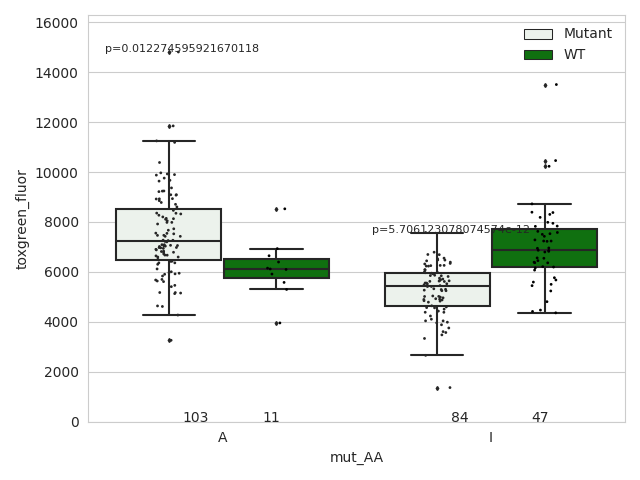 16000
14000
12000
10000
8000
6000
4000
2000
0
toxgreen_fluor
p=0.012274595921670118
p=5.706123078074574e-12
Mutant
WT
103
11
84
47
A
I
mut_AA